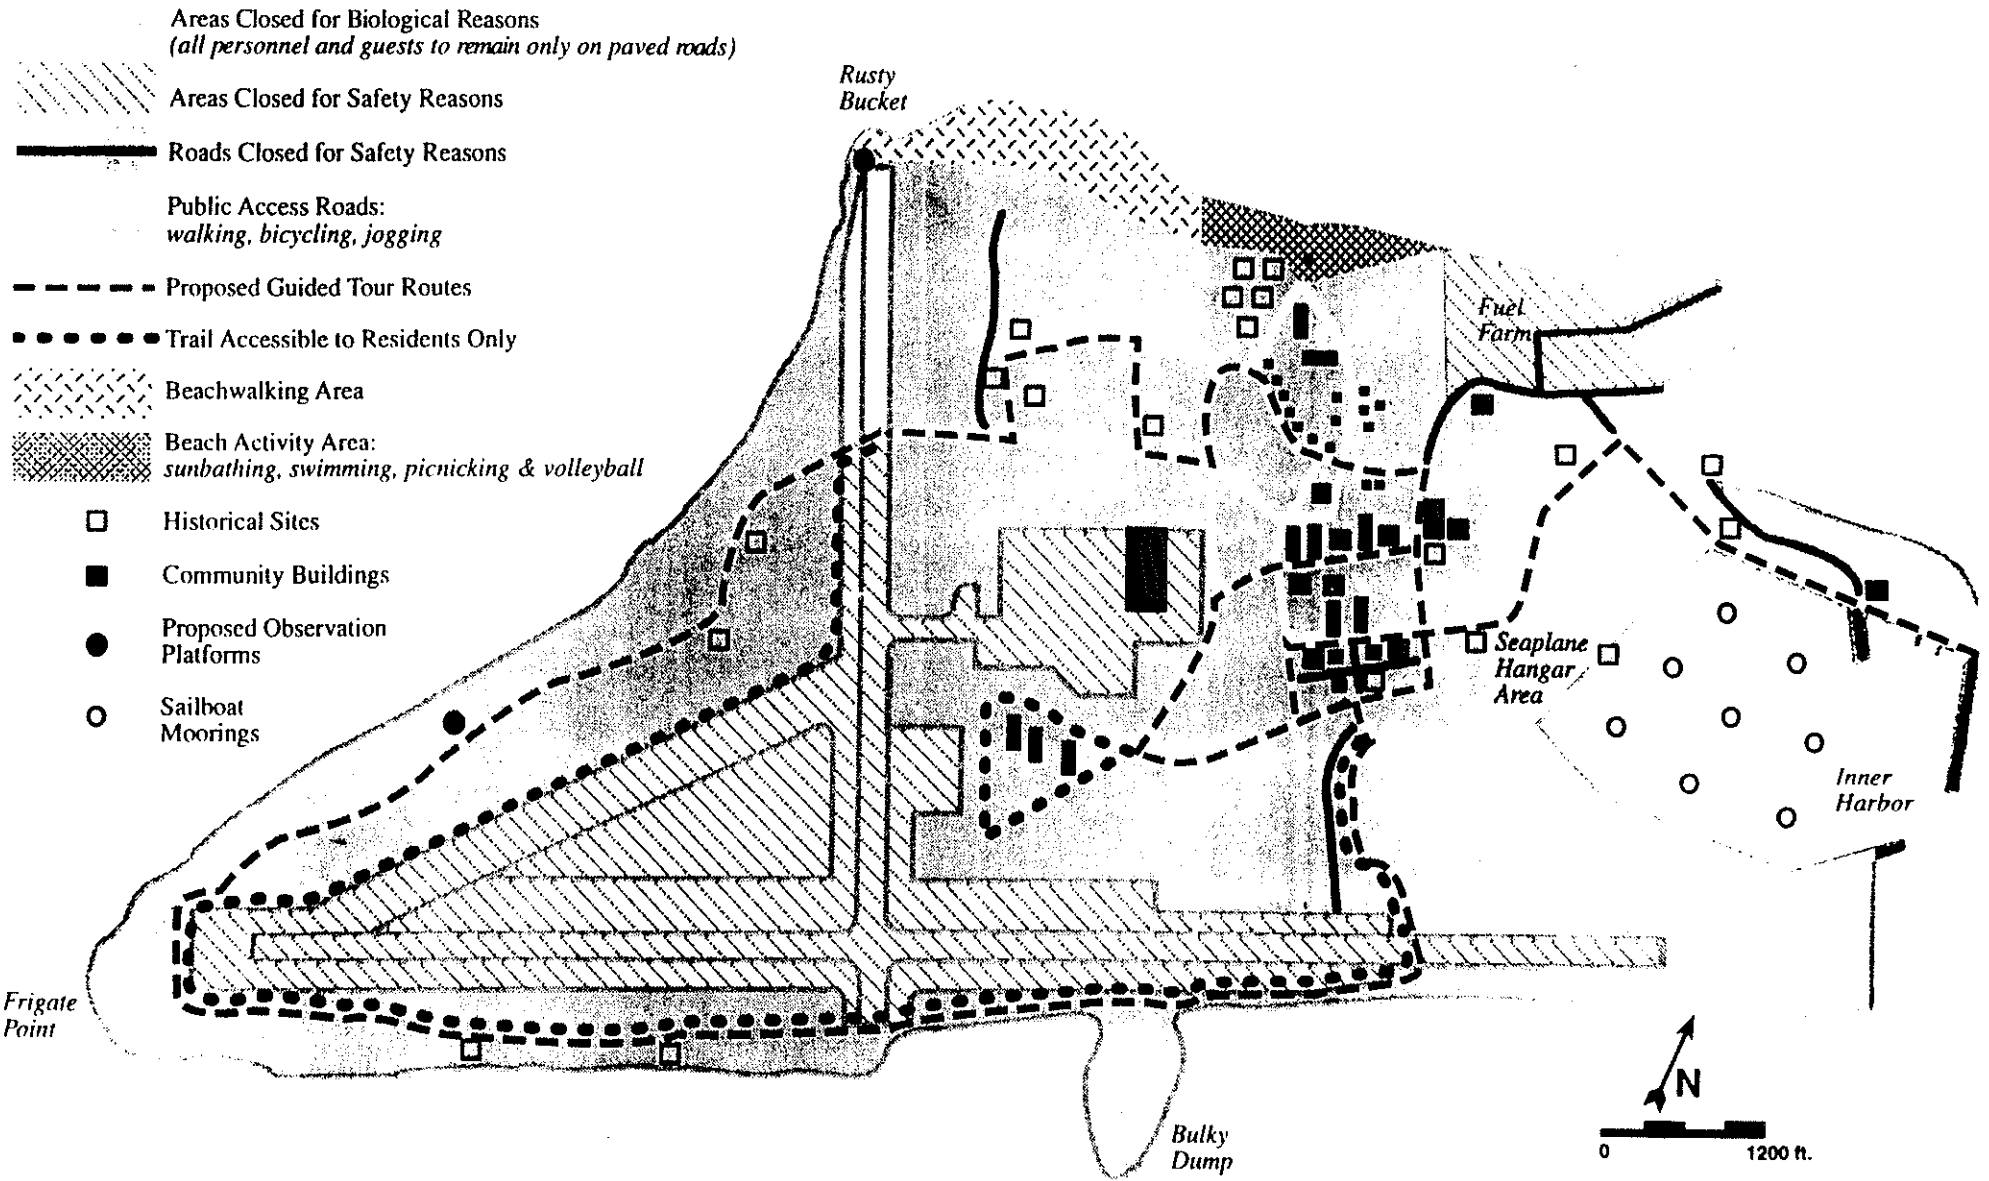 Areas Closed for Biological Reasons
(all personnel and guests to remain only on paved roads)
Areas Closed for Safety Reasons
Roads Closed for Safety Reasons
Public Access Roads:
walking, bicycling, jogging
Proposed Guided Tour Routes
Trail Accessible to Residents Only
Beachwalking Area
Beach Activity Area:
sunbathing, swimming, picnicking & volleyball
Historical Sites
Community Buildings
Proposed Observation
Platforms
Sailboat
Moorings
Rusty
Bucket
Fuel
Farm
Seaplane
Hangar
Area
Inner
Harbor
Frigate
Point
Bulky
Dump
N
0 1200 ft.